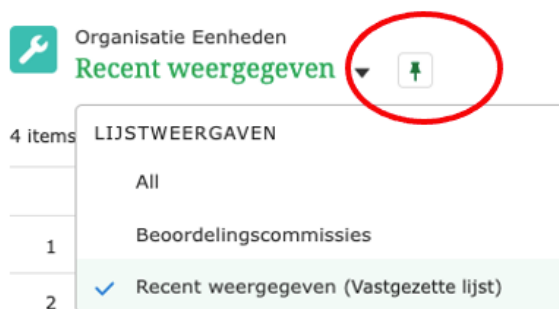 Organisatie Eenheden
Recent weergegeven
4 items
LIJSTWEERGAVEN
All
1
Beoordelingscommissies
Recent weergegeven (Vastgezette lijst)
2